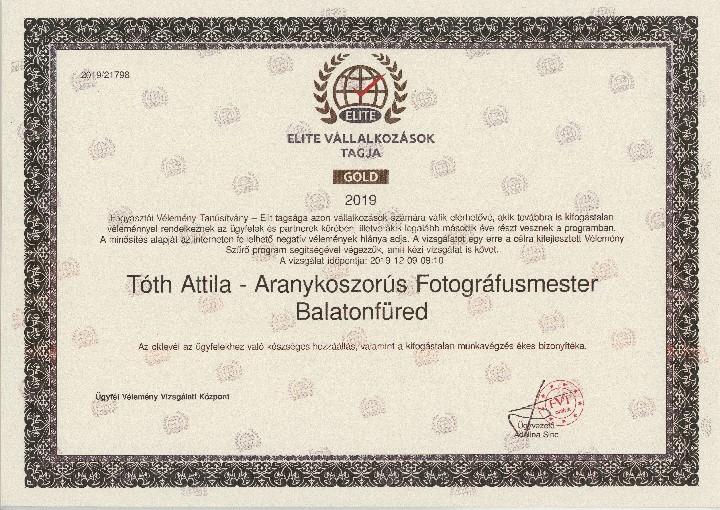 2019/21798
ELITE
ELITE VÁLLALKOZÁSOK
TAGJA
GOLD
2019
Fogyasztói Vélemény Tanúsítvány – Elit tagsága azon vállalkozások számára válik elérhetővé, akik továbbra is kifogástalan
véleménnyel rendelkeznek az ügyfelek és partnerek körében, illetve akik legalább második éve részt vesznek a programban.
A minősítés alapját az interneten fellelhető negatív vélemények hiánya adja. A vizsgálatot egy erre a célra kifejlesztett Vélemény
Szűrő program segítségével végezzük, amit kézi vizsgálat is követ.
A vizsgálat időpontja: 2019-12-09 09:10
Tóth Attila - Aranykoszorús Fotográfusmester
Balatonfüred
Az oklevél az ügyfelekhez való készséges hozzáállás, valamint a kifogástalan munkavégzés ékes bizonyítéka.
Ügyfél Vélemény Vizsgálati Központ
Ügyvezető